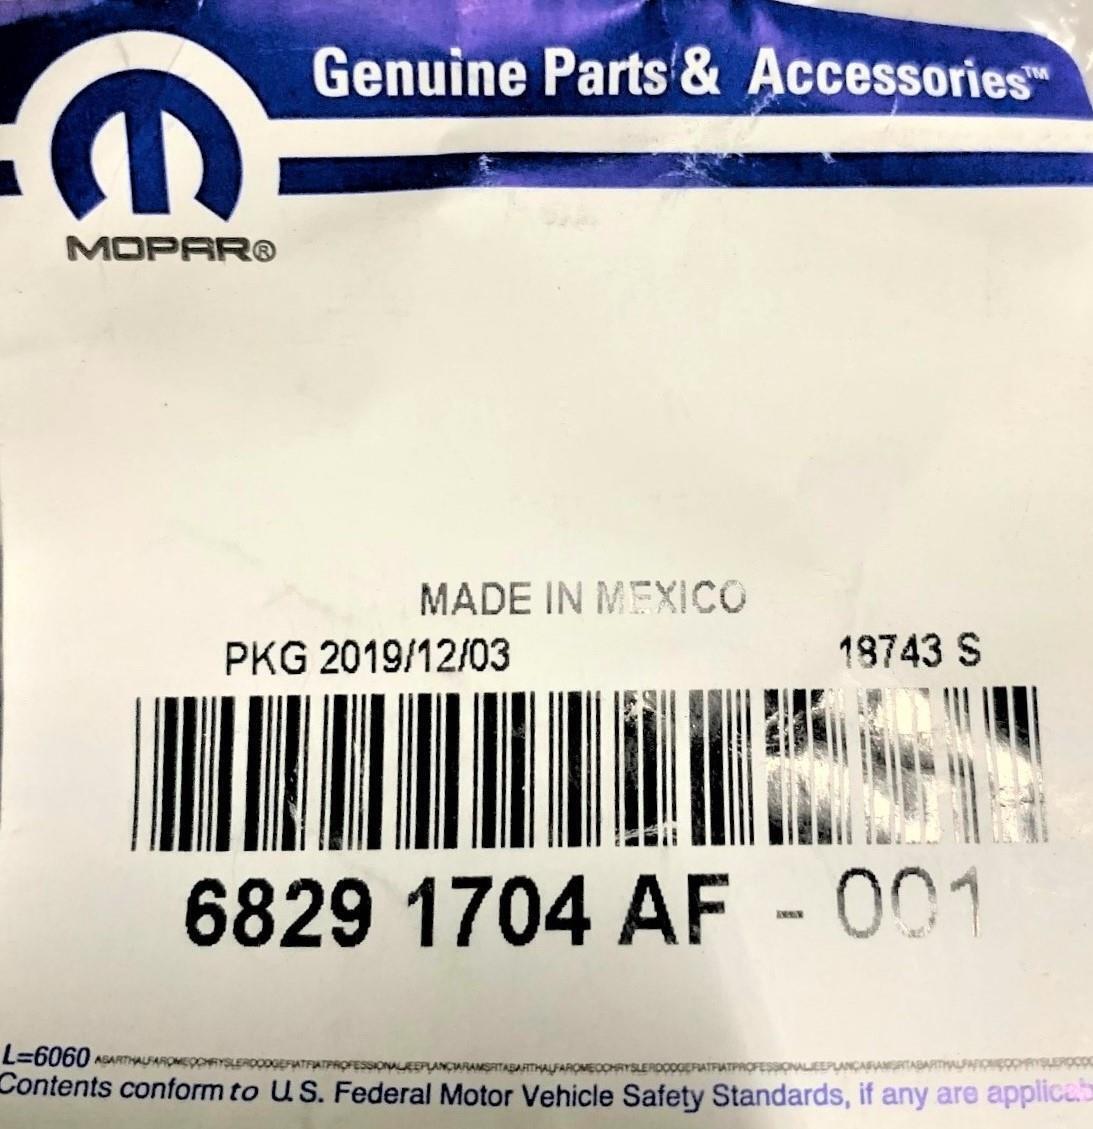 Genuine Parts & Accessories™
MOPAR®
MADE IN MEXICO
PKG 2019/12/03
18743 S
6829 1704 AF - 001
L=6060
Contents conform to U.S. Federal Motor Vehicle Safety Standards, if any are applicab